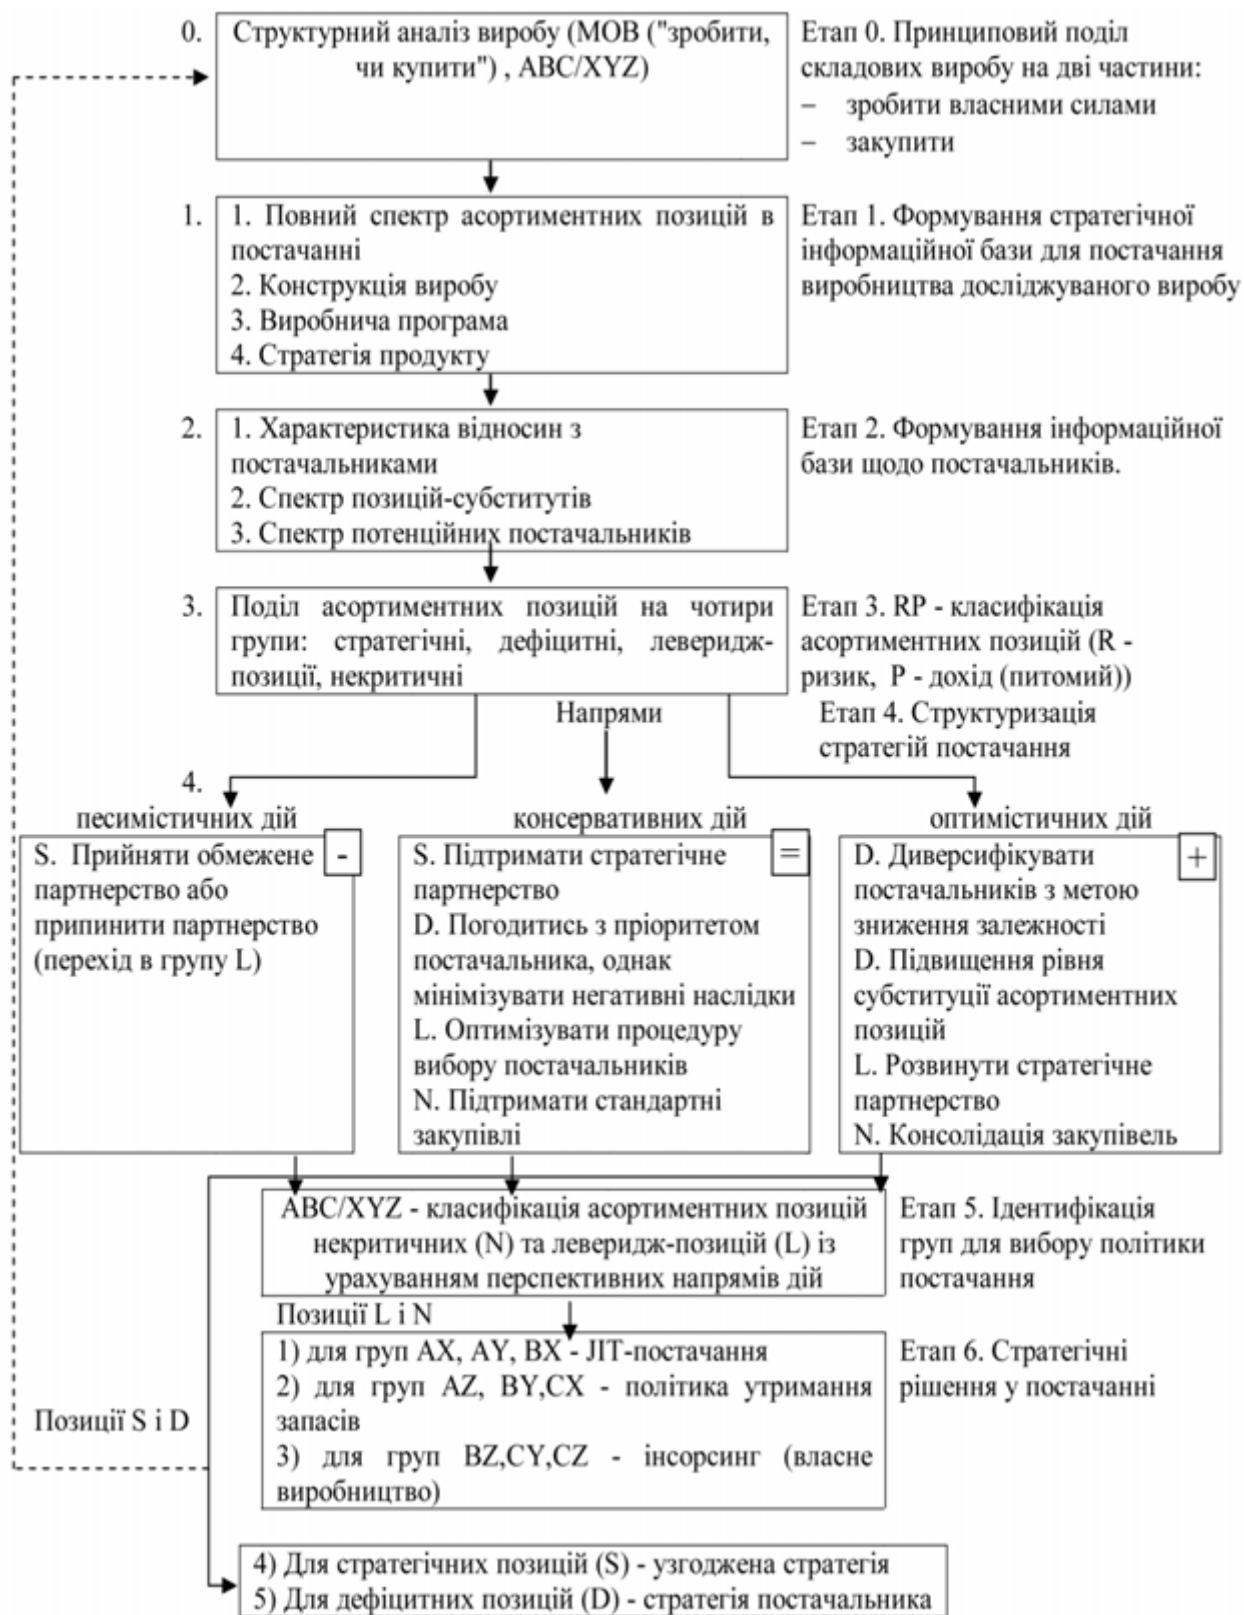 0.
Структурний аналіз виробу (МОВ ("зробити,
чи купити") , ABC/XYZ)
Етап 0. Принциповий поділ
складових виробу на дві частини:
– зробити власними силами
– закупити
1.
1. Повний спектр асортиментних позицій в
постачанні
2. Конструкція виробу
3. Виробнича програма
4. Стратегія продукту
Етап 1. Формування стратегічної
інформаційної бази для постачання
виробництва досліджуваного виробу
2.
1. Характеристика відносин з
постачальниками
2. Спектр позицій-субститутів
3. Спектр потенційних постачальників
Етап 2. Формування інформаційної
бази щодо постачальників.
3.
Поділ асортиментних позицій на чотири
групи: стратегічні, дефіцитні, леверидж-
позиції, некритичні
Етап 3. RP - класифікація
асортиментних позицій (R -
ризик, P - дохід (питомий))
Напрями
Етап 4. Структуризація
стратегій постачання
4.
песимістичних дій
S. Прийняти обмежене
партнерство або
припинити партнерство
(перехід в групу L)
-
консервативних дій
S. Підтримати стратегічне
партнерство
D. Погодитись з пріоритетом
постачальника, однак
мінімізувати негативні наслідки
L. Оптимізувати процедуру
вибору постачальників
N. Підтримати стандартні
закупівлі
=
оптимістичних дій
D. Диверсифікувати
постачальників з метою
зниження залежності
D. Підвищення рівня
субституції асортиментних
позицій
L. Розвинути стратегічне
партнерство
N. Консолідація закупівель
+
ABC/XYZ - класифікація асортиментних позицій
некритичних (N) та леверидж-позицій (L) із
урахуванням перспективних напрямів дій
Етап 5. Ідентифікація
груп для вибору політики
постачання
Позиції L і N
1) для груп AX, AY, BX - JIT-постачання
2) для груп AZ, BY,CX - політика утримання
запасів
3) для груп BZ,CY,CZ - інсорсинг (власне
виробництво)
Етап 6. Стратегічні
рішення у постачанні
Позиції S і D
4) Для стратегічних позицій (S) - узгоджена стратегія
5) Для дефіцитних позицій (D) - стратегія постачальника